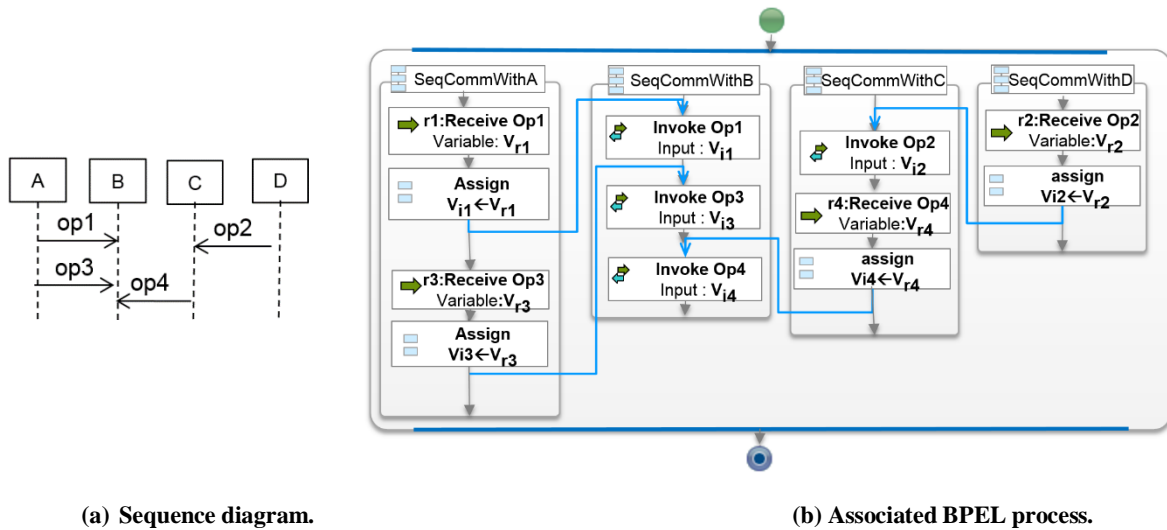 A B C D
op1
op2
op3
op4
SeqCommWithA
r1:Receive Op1
Variable: Vr1
Assign
Vi1←Vr1
r3:Receive Op3
Variable:Vr3
Assign
Vi3←Vr3
SeqCommWithB
Invoke Op1
Input : Vi1
Invoke Op3
Input : Vi3
Invoke Op4
Input : Vi4
SeqCommWithC
Invoke Op2
Input : Vi2
r4:Receive Op4
Variable:Vr4
assign
Vi4←Vr4
SeqCommWithD
r2:Receive Op2
Variable:Vr2
assign
Vi2←Vr2
(a) Sequence diagram.
(b) Associated BPEL process.